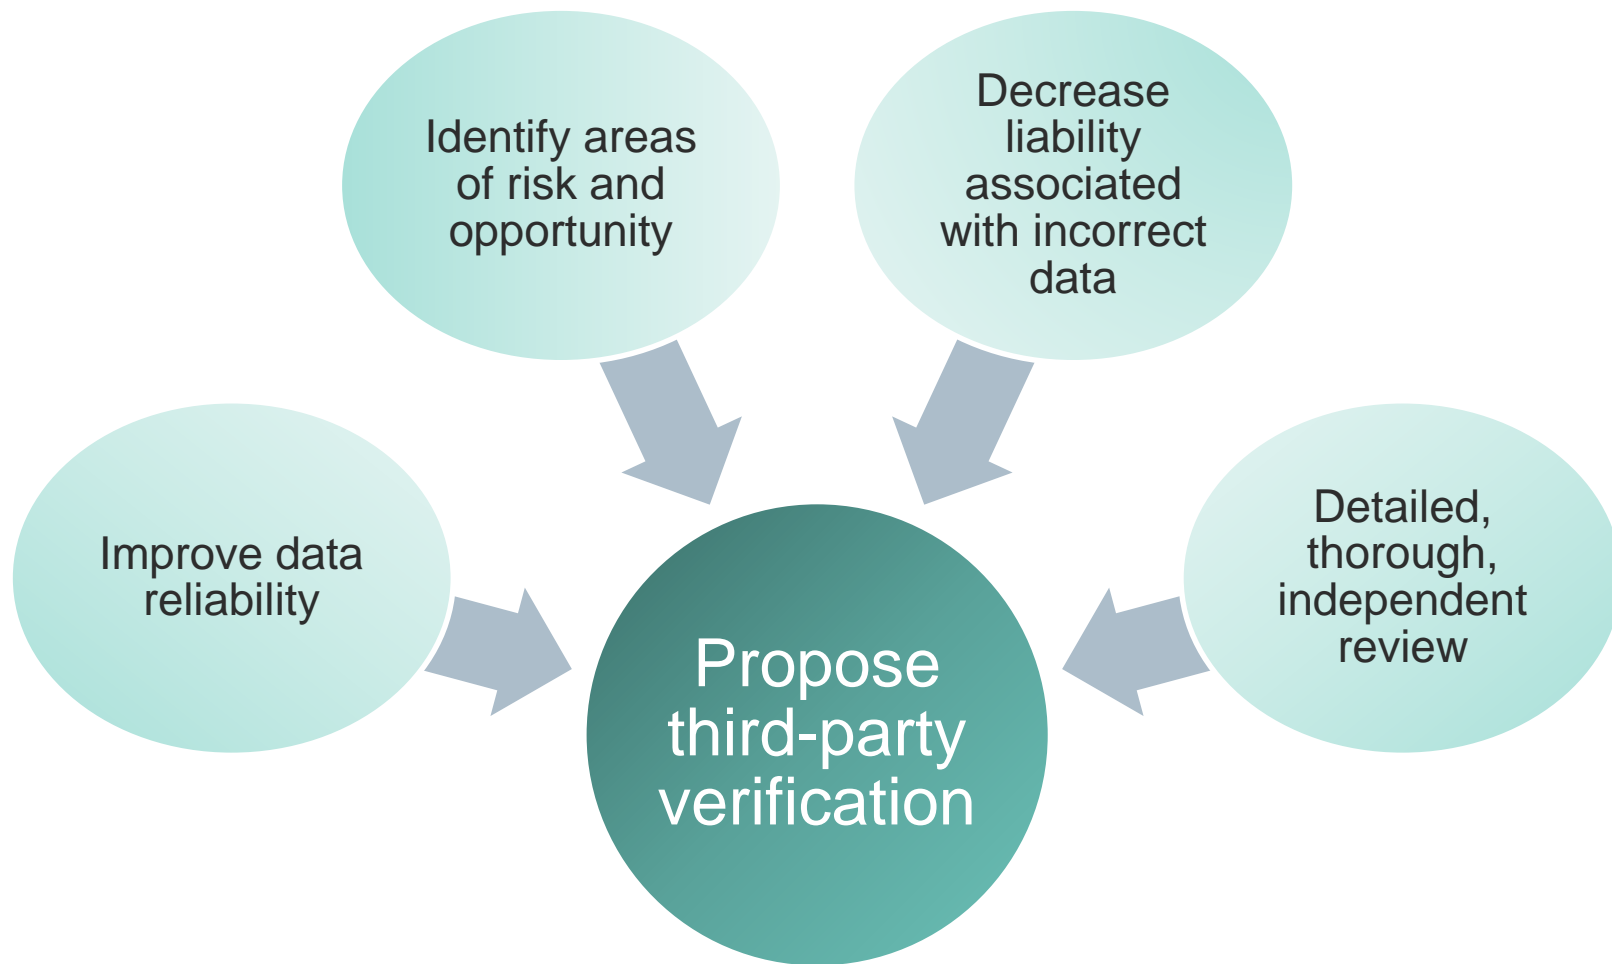 Identify areas
of risk and
opportunity
Decrease
liability
associated
with incorrect
data
Improve data
reliability
Detailed,
thorough,
independent
review
Propose
third-party
verification